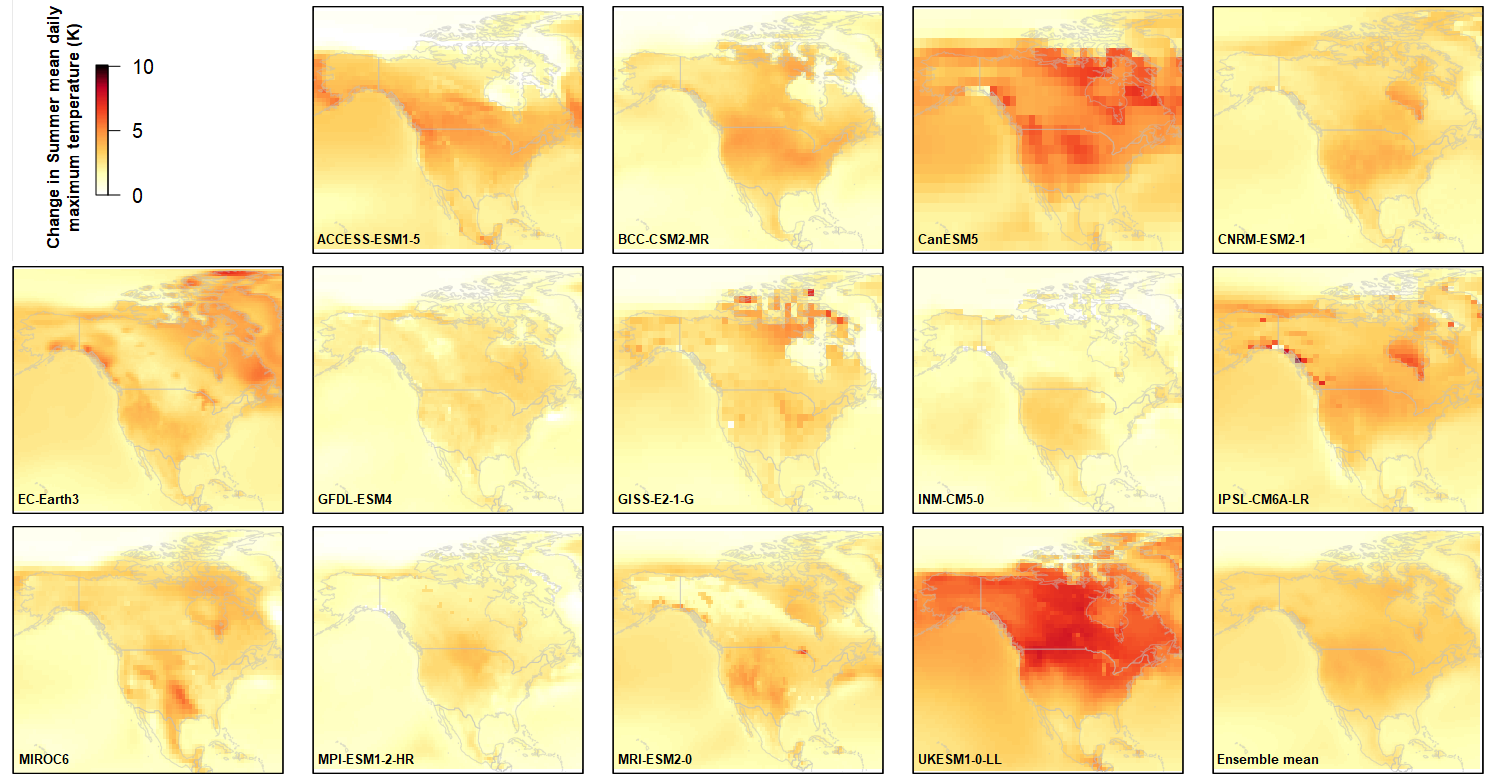 Change in Summer mean daily
maximum temperature (K)
10
5
0
ACCESS-ESM1-5
BCC-CSM2-MR
CanESM5
CNRM-ESM2-1
EC-Earth3
GFDL-ESM4
GISS-E2-1-G
INM-CM5-0
IPSL-CM6A-LR
MIROC6
MPI-ESM1-2-HR
MRI-ESM2-0
UKESM1-0-LL
Ensemble mean